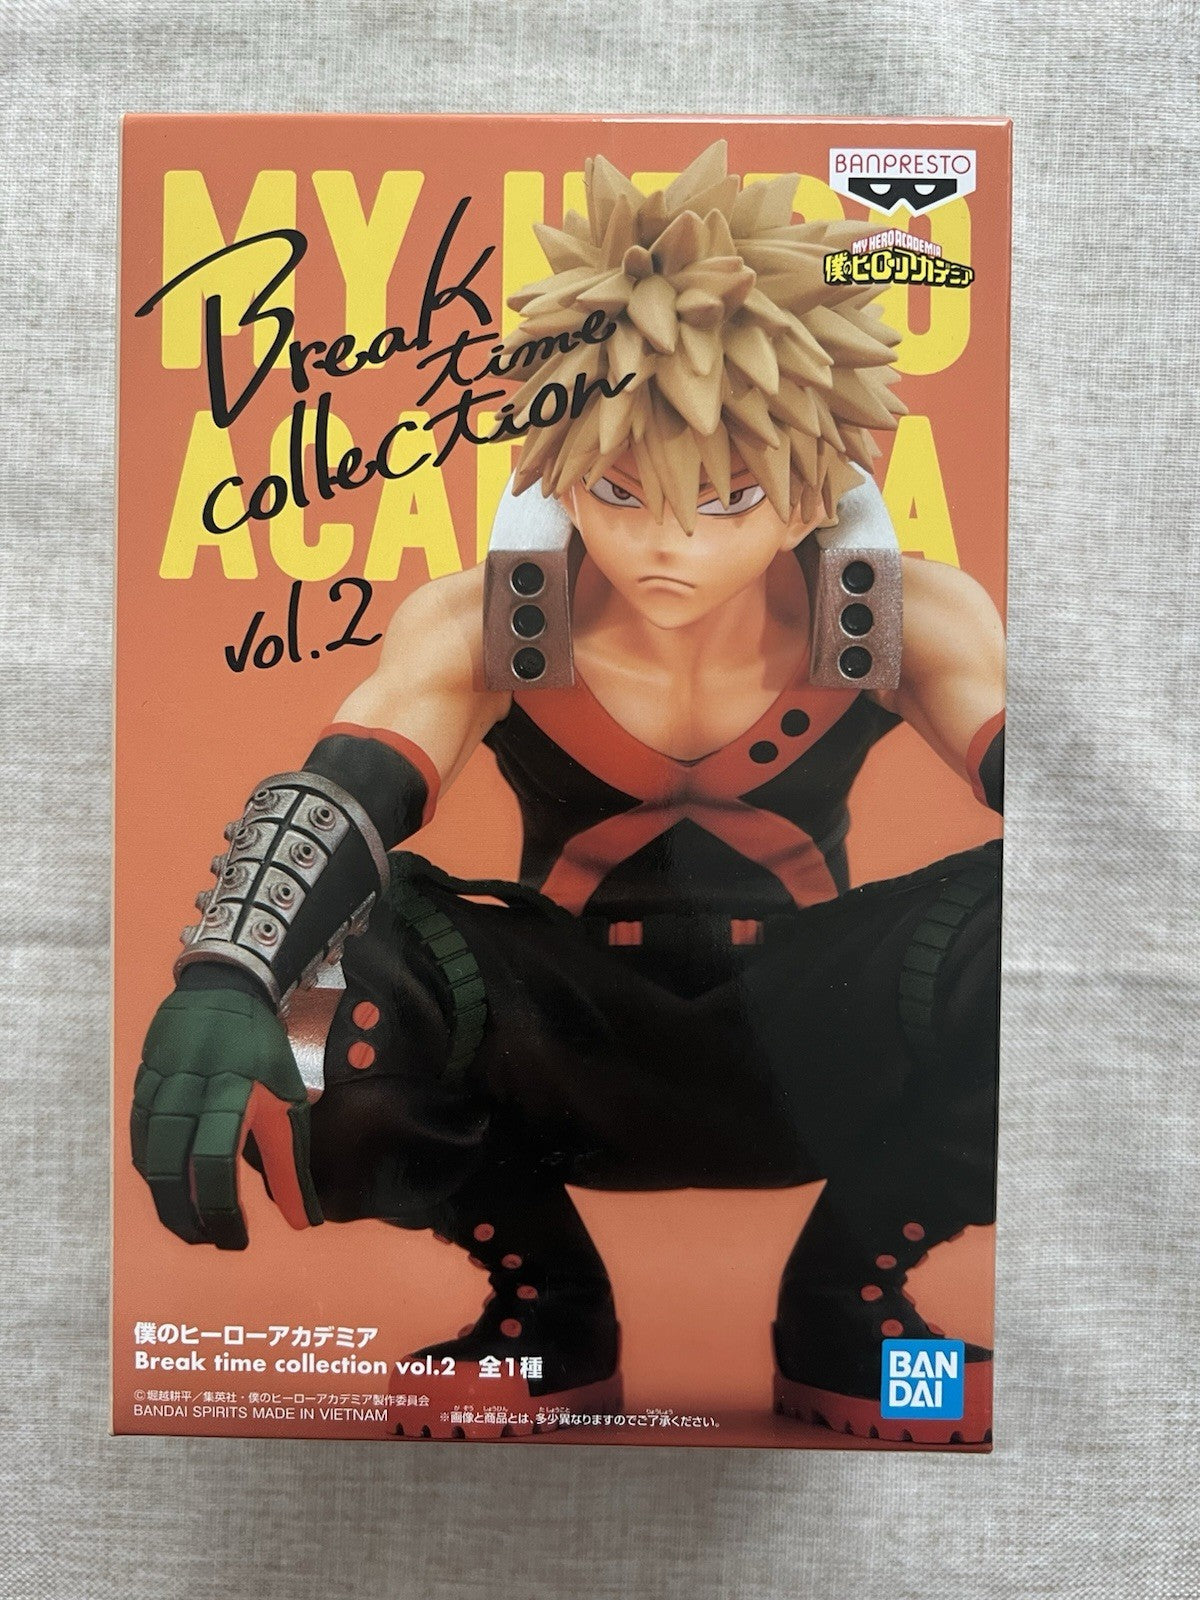 BANPRESTO
MY HERO ACADEMIA
僕のヒーローアカデミア
MY HERO
ACADEMIA
Break
time
collection
vol.2
僕のヒーローアカデミア
Break time collection vol.2 全1種
©堀越耕平/集英社・僕のヒーローアカデミア製作委員会
BANDAI SPIRITS MADE IN VIETNAM
※画像と商品とは、多少異なりますのでご了承ください。
BAN
DAI